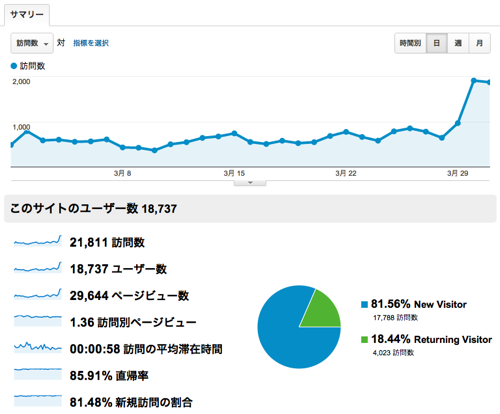 サマリー
訪問数 対 指標を選択 時間別 日 週 月
訪問数
2,000
1,000
3月 8 3月 15 3月 22 3月 29
このサイトのユーザー数 18,737
21,811 訪問数
18,737 ユーザー数
29,644 ページビュー数
1.36 訪問別ページビュー
00:00:58 訪問の平均滞在時間
85.91% 直帰率
81.48% 新規訪問の割合
81.56% New Visitor
17,788 訪問数
18.44% Returning Visitor
4,023 訪問数